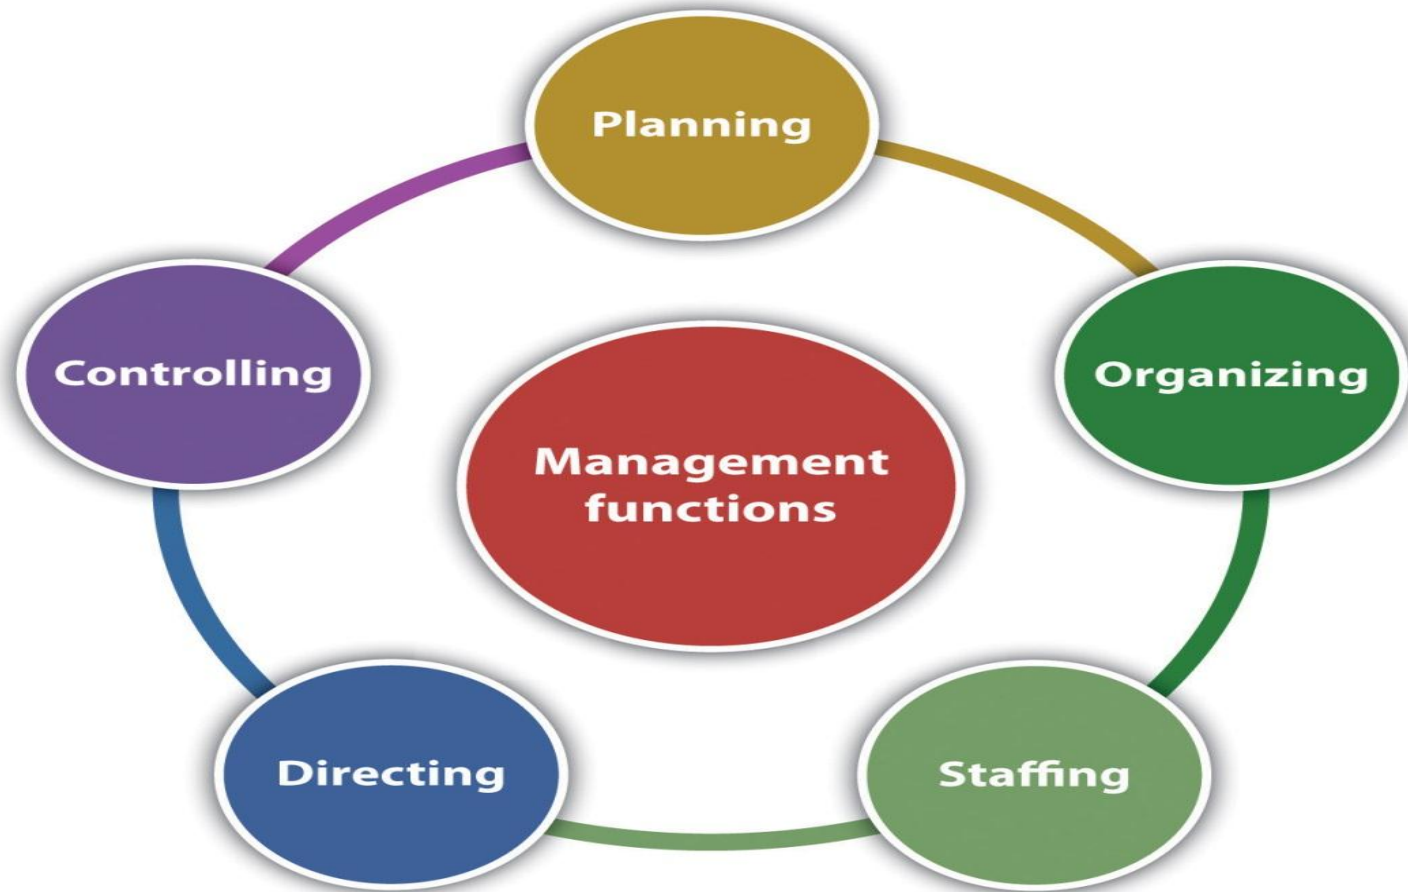 Planning
Organizing
Staffing
Directing
Controlling
Management
functions